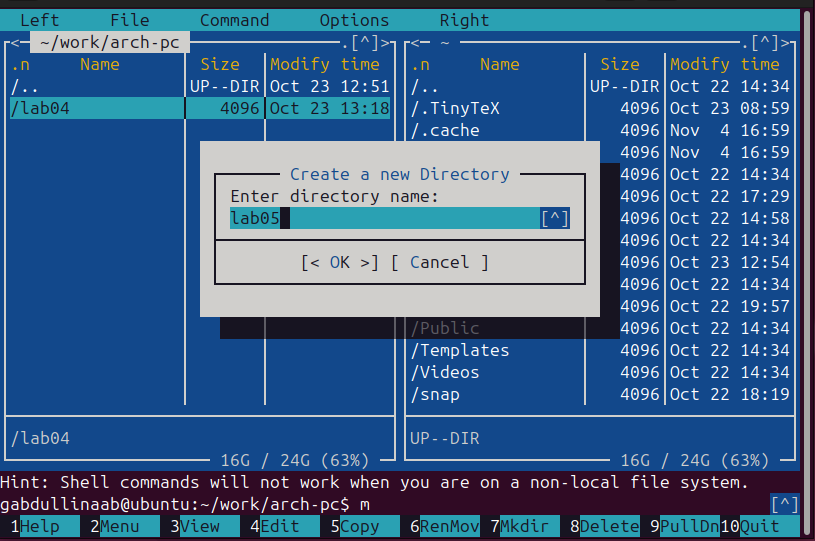 Left File Command Options Right
<─ ~/work/arch-pc .[^]> <─ ~ .[^]>
.n Name Size Modify time .n Name Size Modify time
/.. UP--DIR Oct 23 12:51 /.. UP--DIR Oct 22 14:34
/lab04 4096 Oct 23 13:18 /.TinyTeX 4096 Oct 23 08:59
/.cache 4096 Nov 4 16:59
4096 Nov 4 16:59
Create a new Directory 4096 Oct 22 14:34
Enter directory name: 4096 Oct 22 17:29
lab05 [^] 4096 Oct 22 14:58
4096 Oct 22 14:34
[< OK >] [ Cancel ] 4096 Oct 23 12:54
4096 Oct 22 14:34
4096 Oct 22 19:57
/Public 4096 Oct 22 14:34
/Templates 4096 Oct 22 14:34
/Videos 4096 Oct 22 14:34
/snap 4096 Oct 22 18:19
/lab04 UP--DIR
16G / 24G (63%) 16G / 24G (63%)
Hint: Shell commands will not work when you are on a non-local file system.
gabdullinaab@ubuntu:~/work/arch-pc$ m [^]
1Help 2Menu 3View 4Edit 5Copy 6RenMov 7Mkdir 8Delete 9PullDn 10Quit